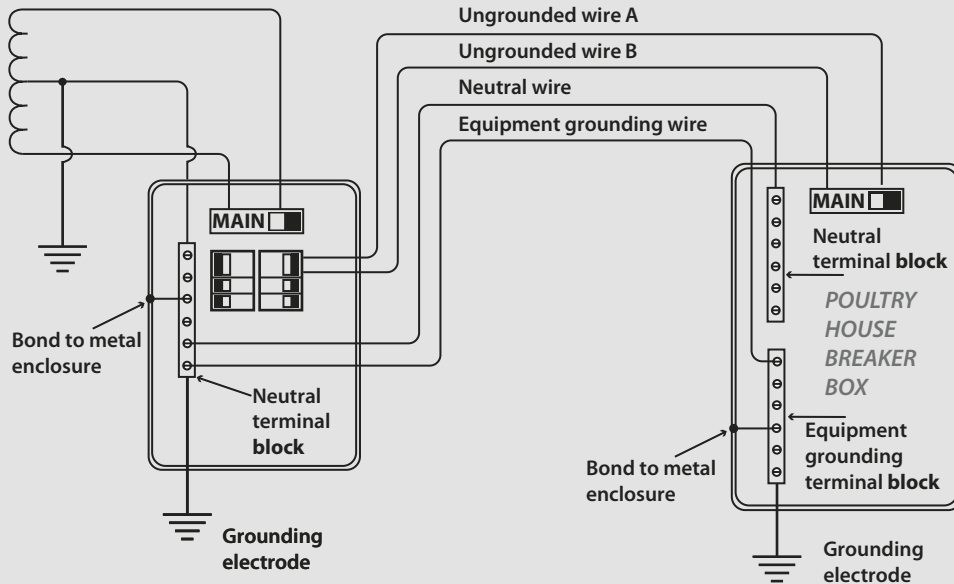 Ungrounded wire A
Ungrounded wire B
Neutral wire
Equipment grounding wire
MAIN
Bond to metal
enclosure
Neutral
terminal
block
Grounding
electrode
MAIN
Neutral
terminal block
POULTRY
HOUSE
BREAKER
BOX
Equipment
grounding
terminal block
Bond to metal
enclosure
Grounding
electrode